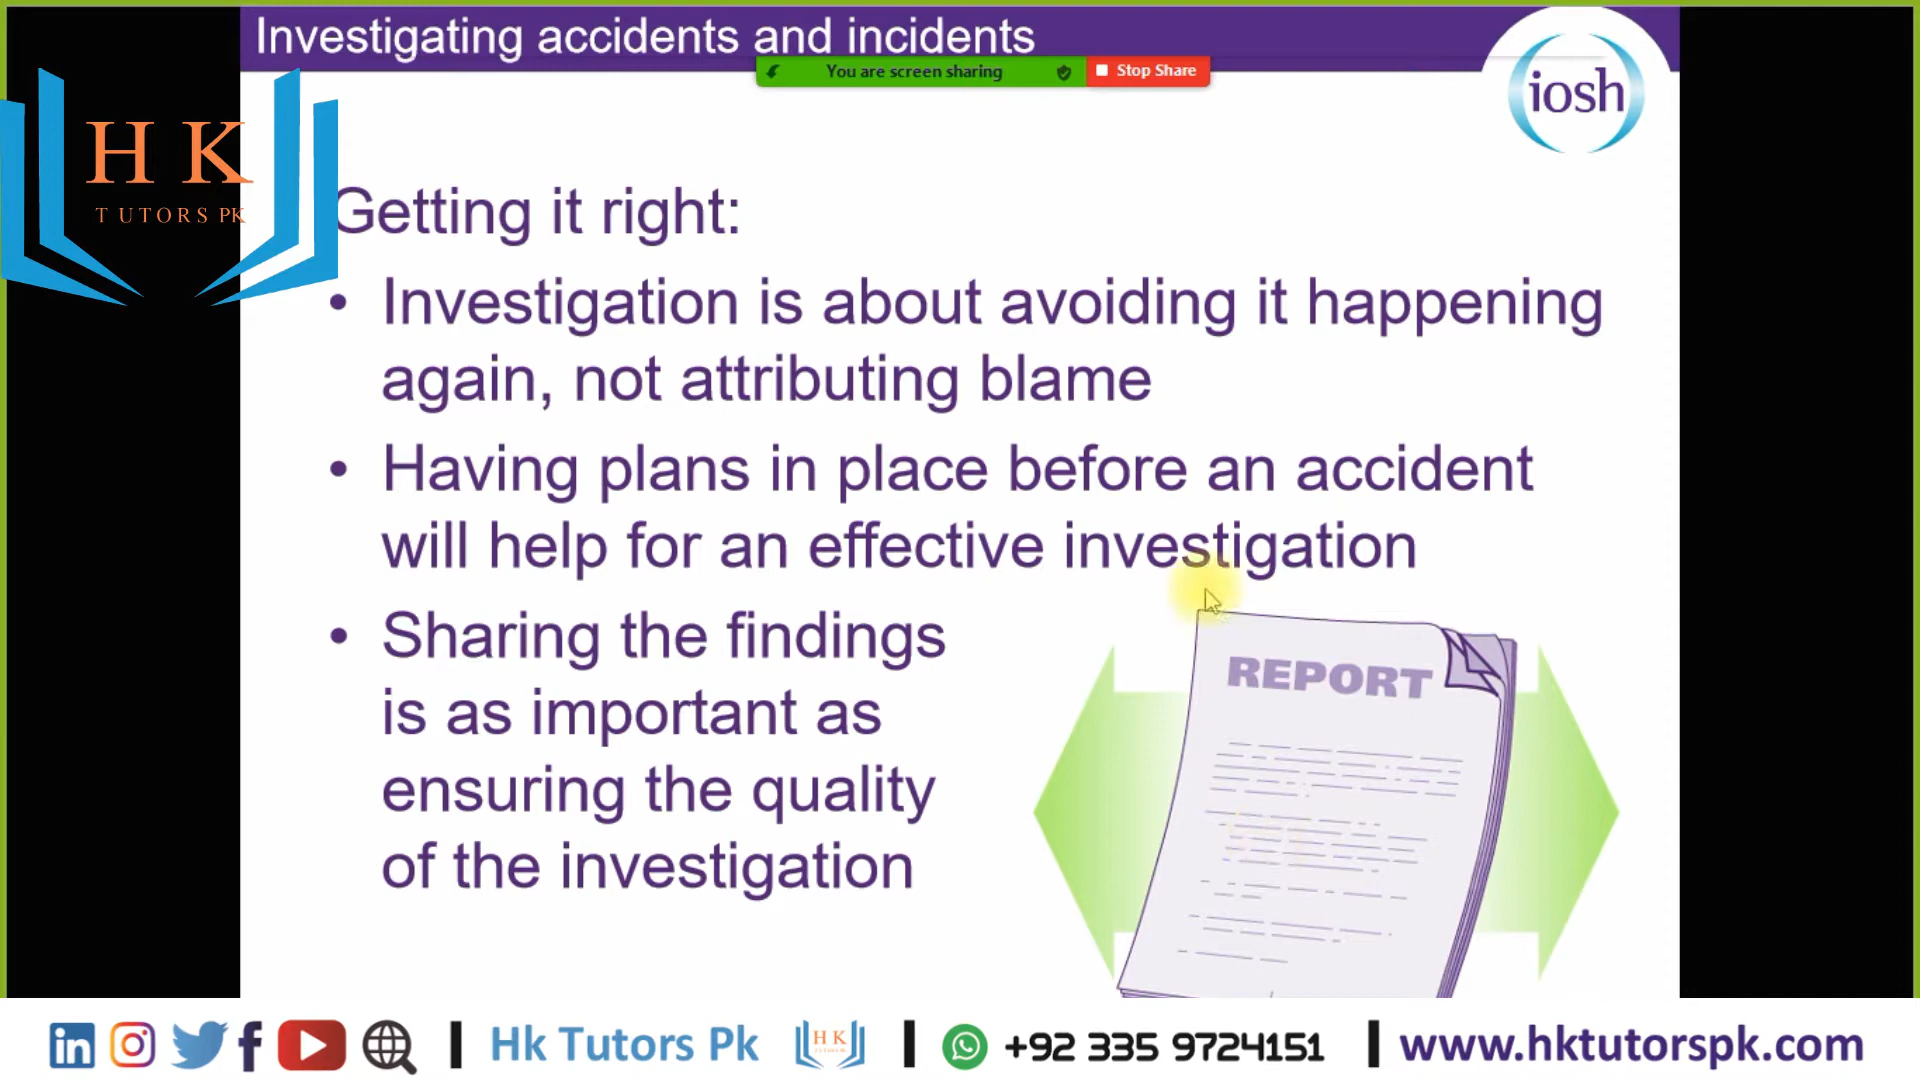 Investigating accidents and incidents
You are screen sharing
Stop Share
iosh
H K
TUTORS PK
Getting it right:
• Investigation is about avoiding it happening
again, not attributing blame
• Having plans in place before an accident
will help for an effective investigation
• Sharing the findings
is as important as
ensuring the quality
of the investigation
REPORT
Hk Tutors Pk
H K
+92 335 9724151
www.hktutorspk.com